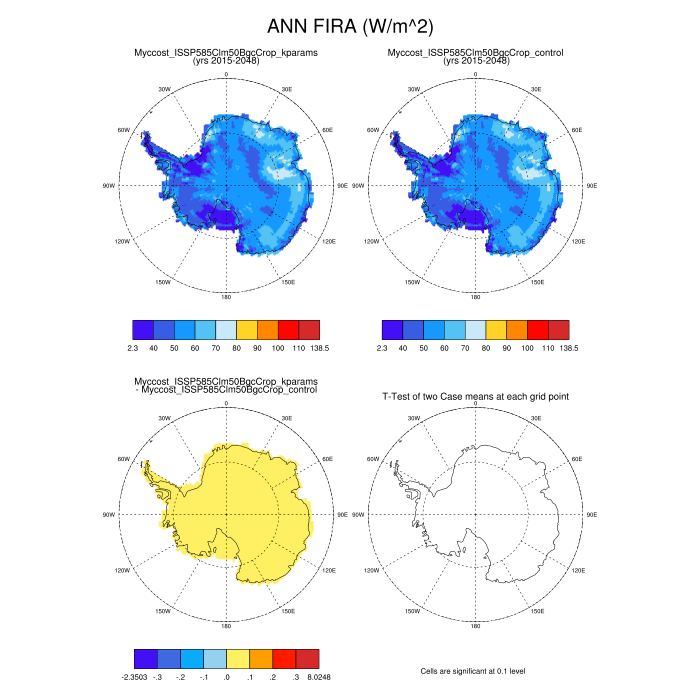 ANN FIRA (W/m^2)
Myccost_ISSP585Clm50BgcCrop_kparams
(yrs 2015-2048)
0
30E
60E
90E
120E
150E
180
150W
120W
90W
60W
30W
2.3 40 50 60 70 80 90 100 110 138.5
Myccost_ISSP585Clm50BgcCrop_control
(yrs 2015-2048)
0
30E
60E
90E
120E
150E
180
150W
120W
90W
60W
30W
2.3 40 50 60 70 80 90 100 110 138.5
Myccost_ISSP585Clm50BgcCrop_kparams
- Myccost_ISSP585Clm50BgcCrop_control
0
30E
60E
90E
120E
150E
180
150W
120W
90W
60W
30W
-2.3503 -.3 -.2 -.1 .0 .1 .2 .3 8.0248
T-Test of two Case means at each grid point
0
30E
60E
90E
120E
150E
180
150W
120W
90W
60W
30W
Cells are significant at 0.1 level